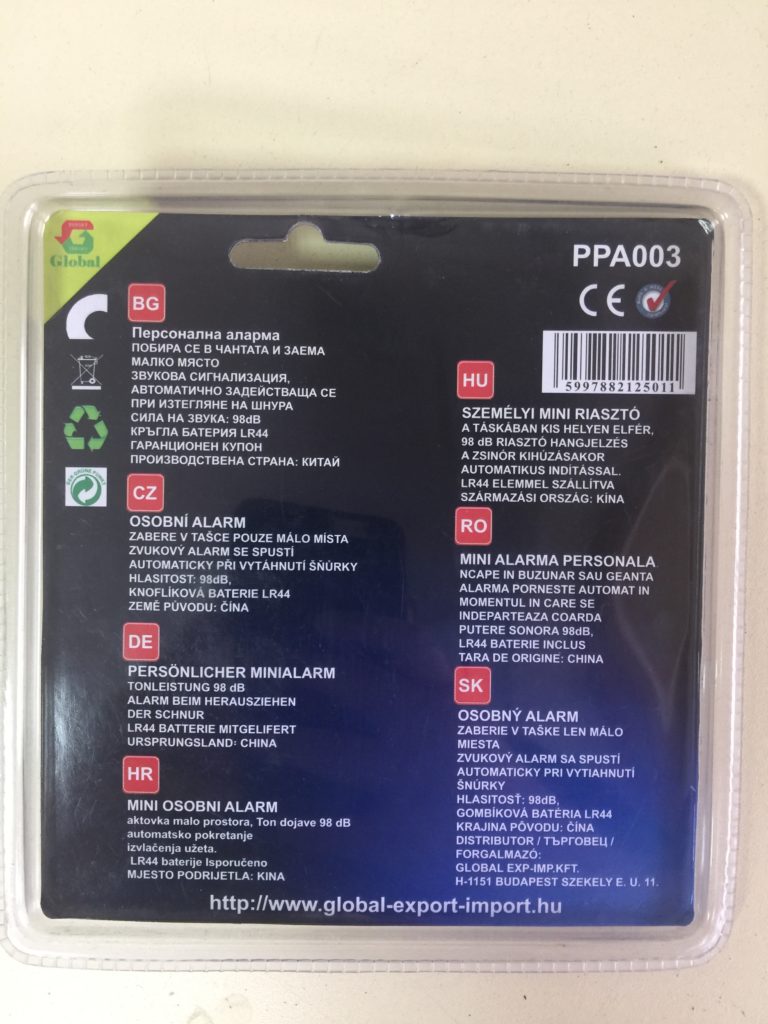 Global
PPA003
CE
5997882125011
BG
Персонална аларма
ПОБИРА СЕ В ЧАНТАТА И ЗАЕМА
МАЛКО МЯСТО
ЗВУКОВА СИГНАЛИЗАЦИЯ,
АВТОМАТИЧНО ЗАДЕЙСТВАЩА СЕ
ПРИ ИЗТЕГЛЯНЕ НА ШНУРА
СИЛА НА ЗВУКА: 98dB
КРЪГЛА БАТЕРИЯ LR44
ГАРАНЦИОНЕН КУПОН
ПРОИЗВОДСТВЕНА СТРАНА: КИТАЙ
CZ
OSOBNÍ ALARM
ZABERE V TAŠCE POUZE MÁLO MÍSTA
ZVUKOVÝ ALARM SE SPUSTÍ
AUTOMATICKY PŘI VYTÁHNUTÍ ŠŇŮRKY
HLASITOST: 98dB,
KNOFLÍKOVÁ BATERIE LR44
ZEMĚ PŮVODU: ČÍNA
DE
PERSÖNLICHER MINIALARM
TONLEISTUNG 98 dB
ALARM BEIM HERAUSZIEHEN
DER SCHNUR
LR44 BATTERIE MITGELIFERT
URSPRUNGSLAND: CHINA
HR
MINI OSOBNI ALARM
aktovka malo prostora, Ton dojave 98 dB
automatsko pokretanje
izvlačenja užeta.
LR44 baterije Isporučeno
MJESTO PODRIJETLA: KINA
HU
SZEMÉLYI MINI RIASZTÓ
A TÁSKÁBAN KIS HELYEN ELFÉR,
98 dB RIASZTÓ HANGJELZÉS
A ZSINÓR KIHÚZÁSAKOR
AUTOMATIKUS INDÍTÁSSAL.
LR44 ELEMMEL SZÁLLÍTVA
SZÁRMAZÁSI ORSZÁG: KÍNA
RO
MINI ALARMA PERSONALA
NCAPE IN BUZUNAR SAU GEANTA
ALARMA PORNESTE AUTOMAT IN
MOMENTUL IN CARE SE
INDEPARTEAZA COARDA
PUTERE SONORA 98dB,
LR44 BATERIE INCLUS
TARA DE ORIGINE: CHINA
SK
OSOBNÝ ALARM
ZABERIE V TAŠKE LEN MÁLO
MIESTA
ZVUKOVÝ ALARM SA SPUSTÍ
AUTOMATICKY PRI VYTIAHNUTÍ
ŠNÚRKY
HLASITOSŤ: 98dB,
GOMBÍKOVÁ BATÉRIA LR44
KRAJINA PÔVODU: ČÍNA
DISTRIBUTOR / ТЪРГОВЕЦ /
FORGALMAZÓ:
GLOBAL EXP-IMP.KFT.
H-1151 BUDAPEST SZEKELY E. U. 11.
http://www.global-export-import.hu